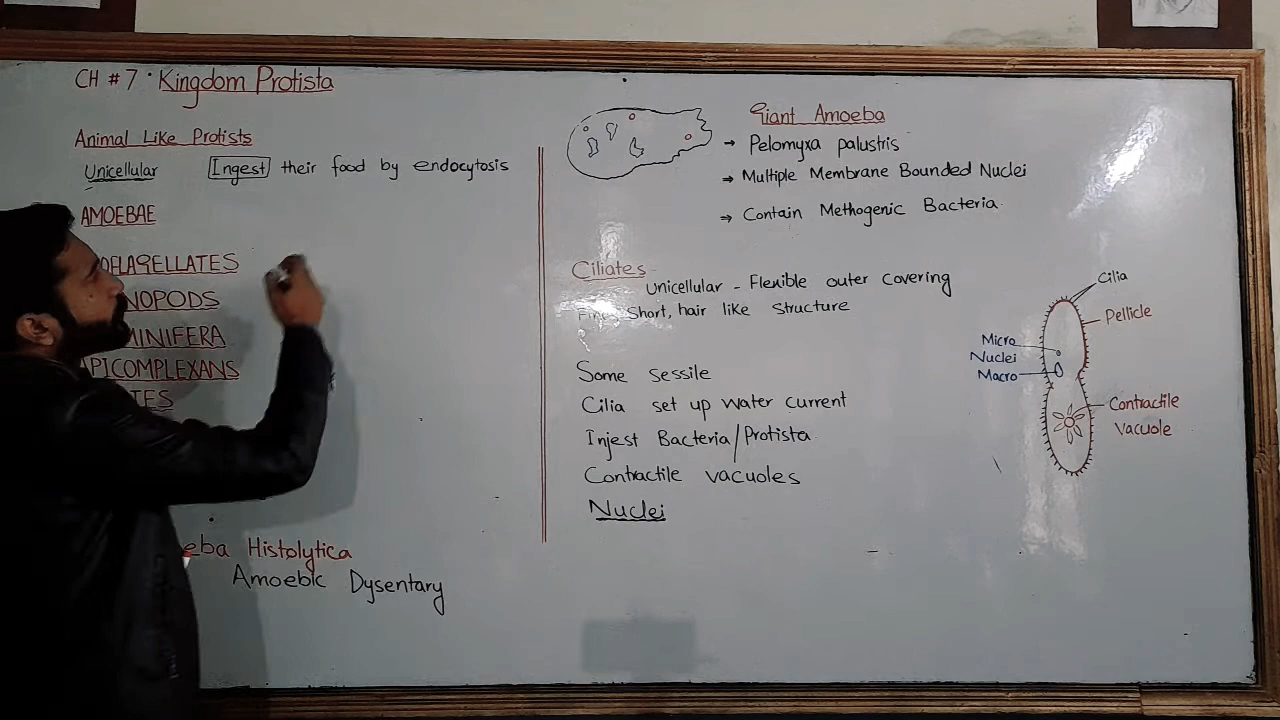 CH # 7 · Kingdom Protista
Animal Like Protists
Unicellular Ingest their food by endocytosis
AMOEBAE
OFLAGELLATES
NOPODS
MINIFERA
APICOMPLEXANS
TES
eba Histolytica
Amoebic Dysentary
Giant Amoeba
→ Pelomyxa palustris
⇒ Multiple Membrane Bounded Nuclei
⇒ Contain Methogenic Bacteria
Ciliates
Unicellular - Flexible outer covering
Fine Short, hair like structure
Some sessile
Cilia set up water current
Injest Bacteria/Protista
Contractile vacuoles
Nuclei
Cilia
Pellicle
Micro
Nuclei
Macro
Contractile
Vacuole